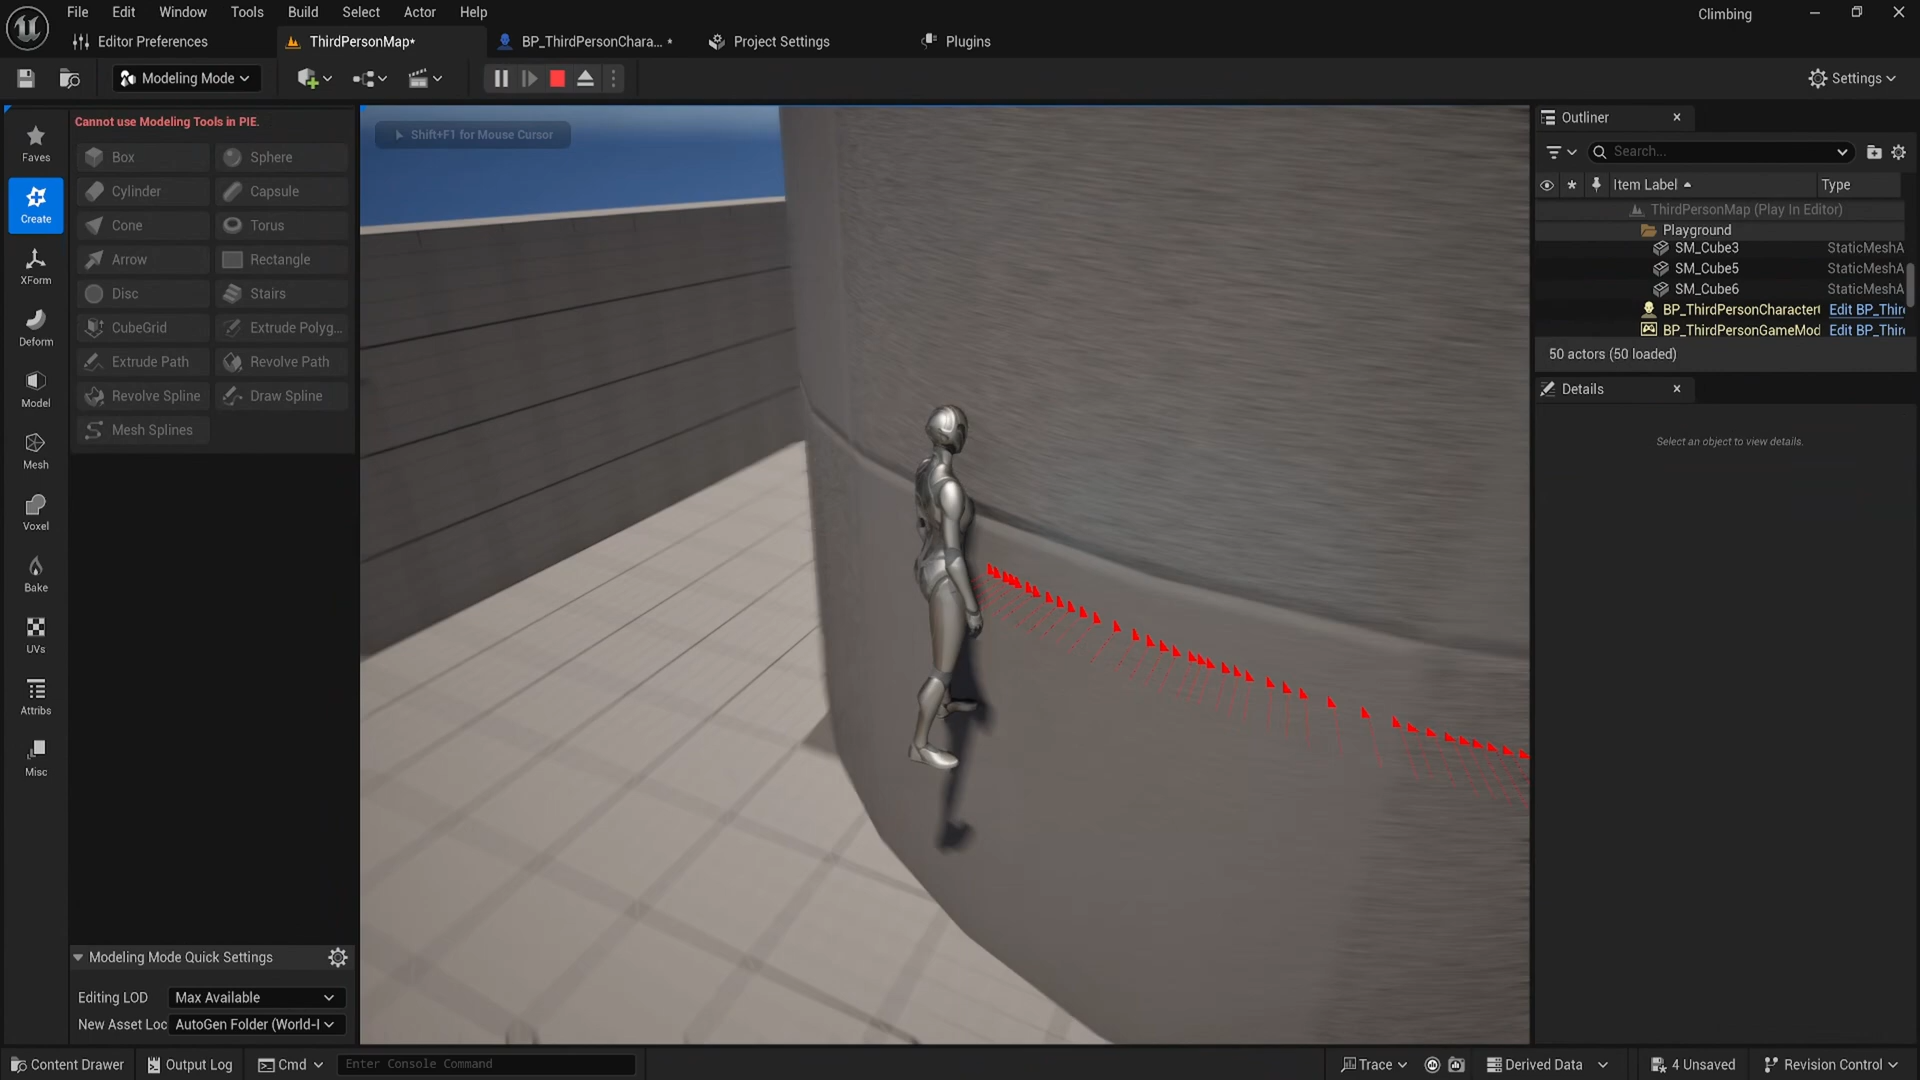 File Edit Window Tools Build Select Actor Help
Climbing
Editor Preferences
ThirdPersonMap*
BP_ThirdPersonChara... *
Project Settings
Plugins
Modeling Mode
Settings
Cannot use Modeling Tools in PIE.
Shift+F1 for Mouse Cursor
Faves
Create
XForm
Deform
Model
Mesh
Voxel
Bake
UVs
Attribs
Misc
Box Sphere
Cylinder Capsule
Cone Torus
Arrow Rectangle
Disc Stairs
CubeGrid Extrude Polyg...
Extrude Path Revolve Path
Revolve Spline Draw Spline
Mesh Splines
Modeling Mode Quick Settings
Editing LOD Max Available
New Asset Loc AutoGen Folder (World-I
Outliner
Search...
Item Label Type
ThirdPersonMap (Play In Editor)
Playground
SM_Cube3 StaticMeshA
SM_Cube5 StaticMeshA
SM_Cube6 StaticMeshA
BP_ThirdPersonCharacter Edit BP_Thir
BP_ThirdPersonGameMod Edit BP_Thir
50 actors (50 loaded)
Details
Select an object to view details.
Content Drawer
Output Log
Cmd
Enter Console Command
Trace
Derived Data
4 Unsaved
Revision Control